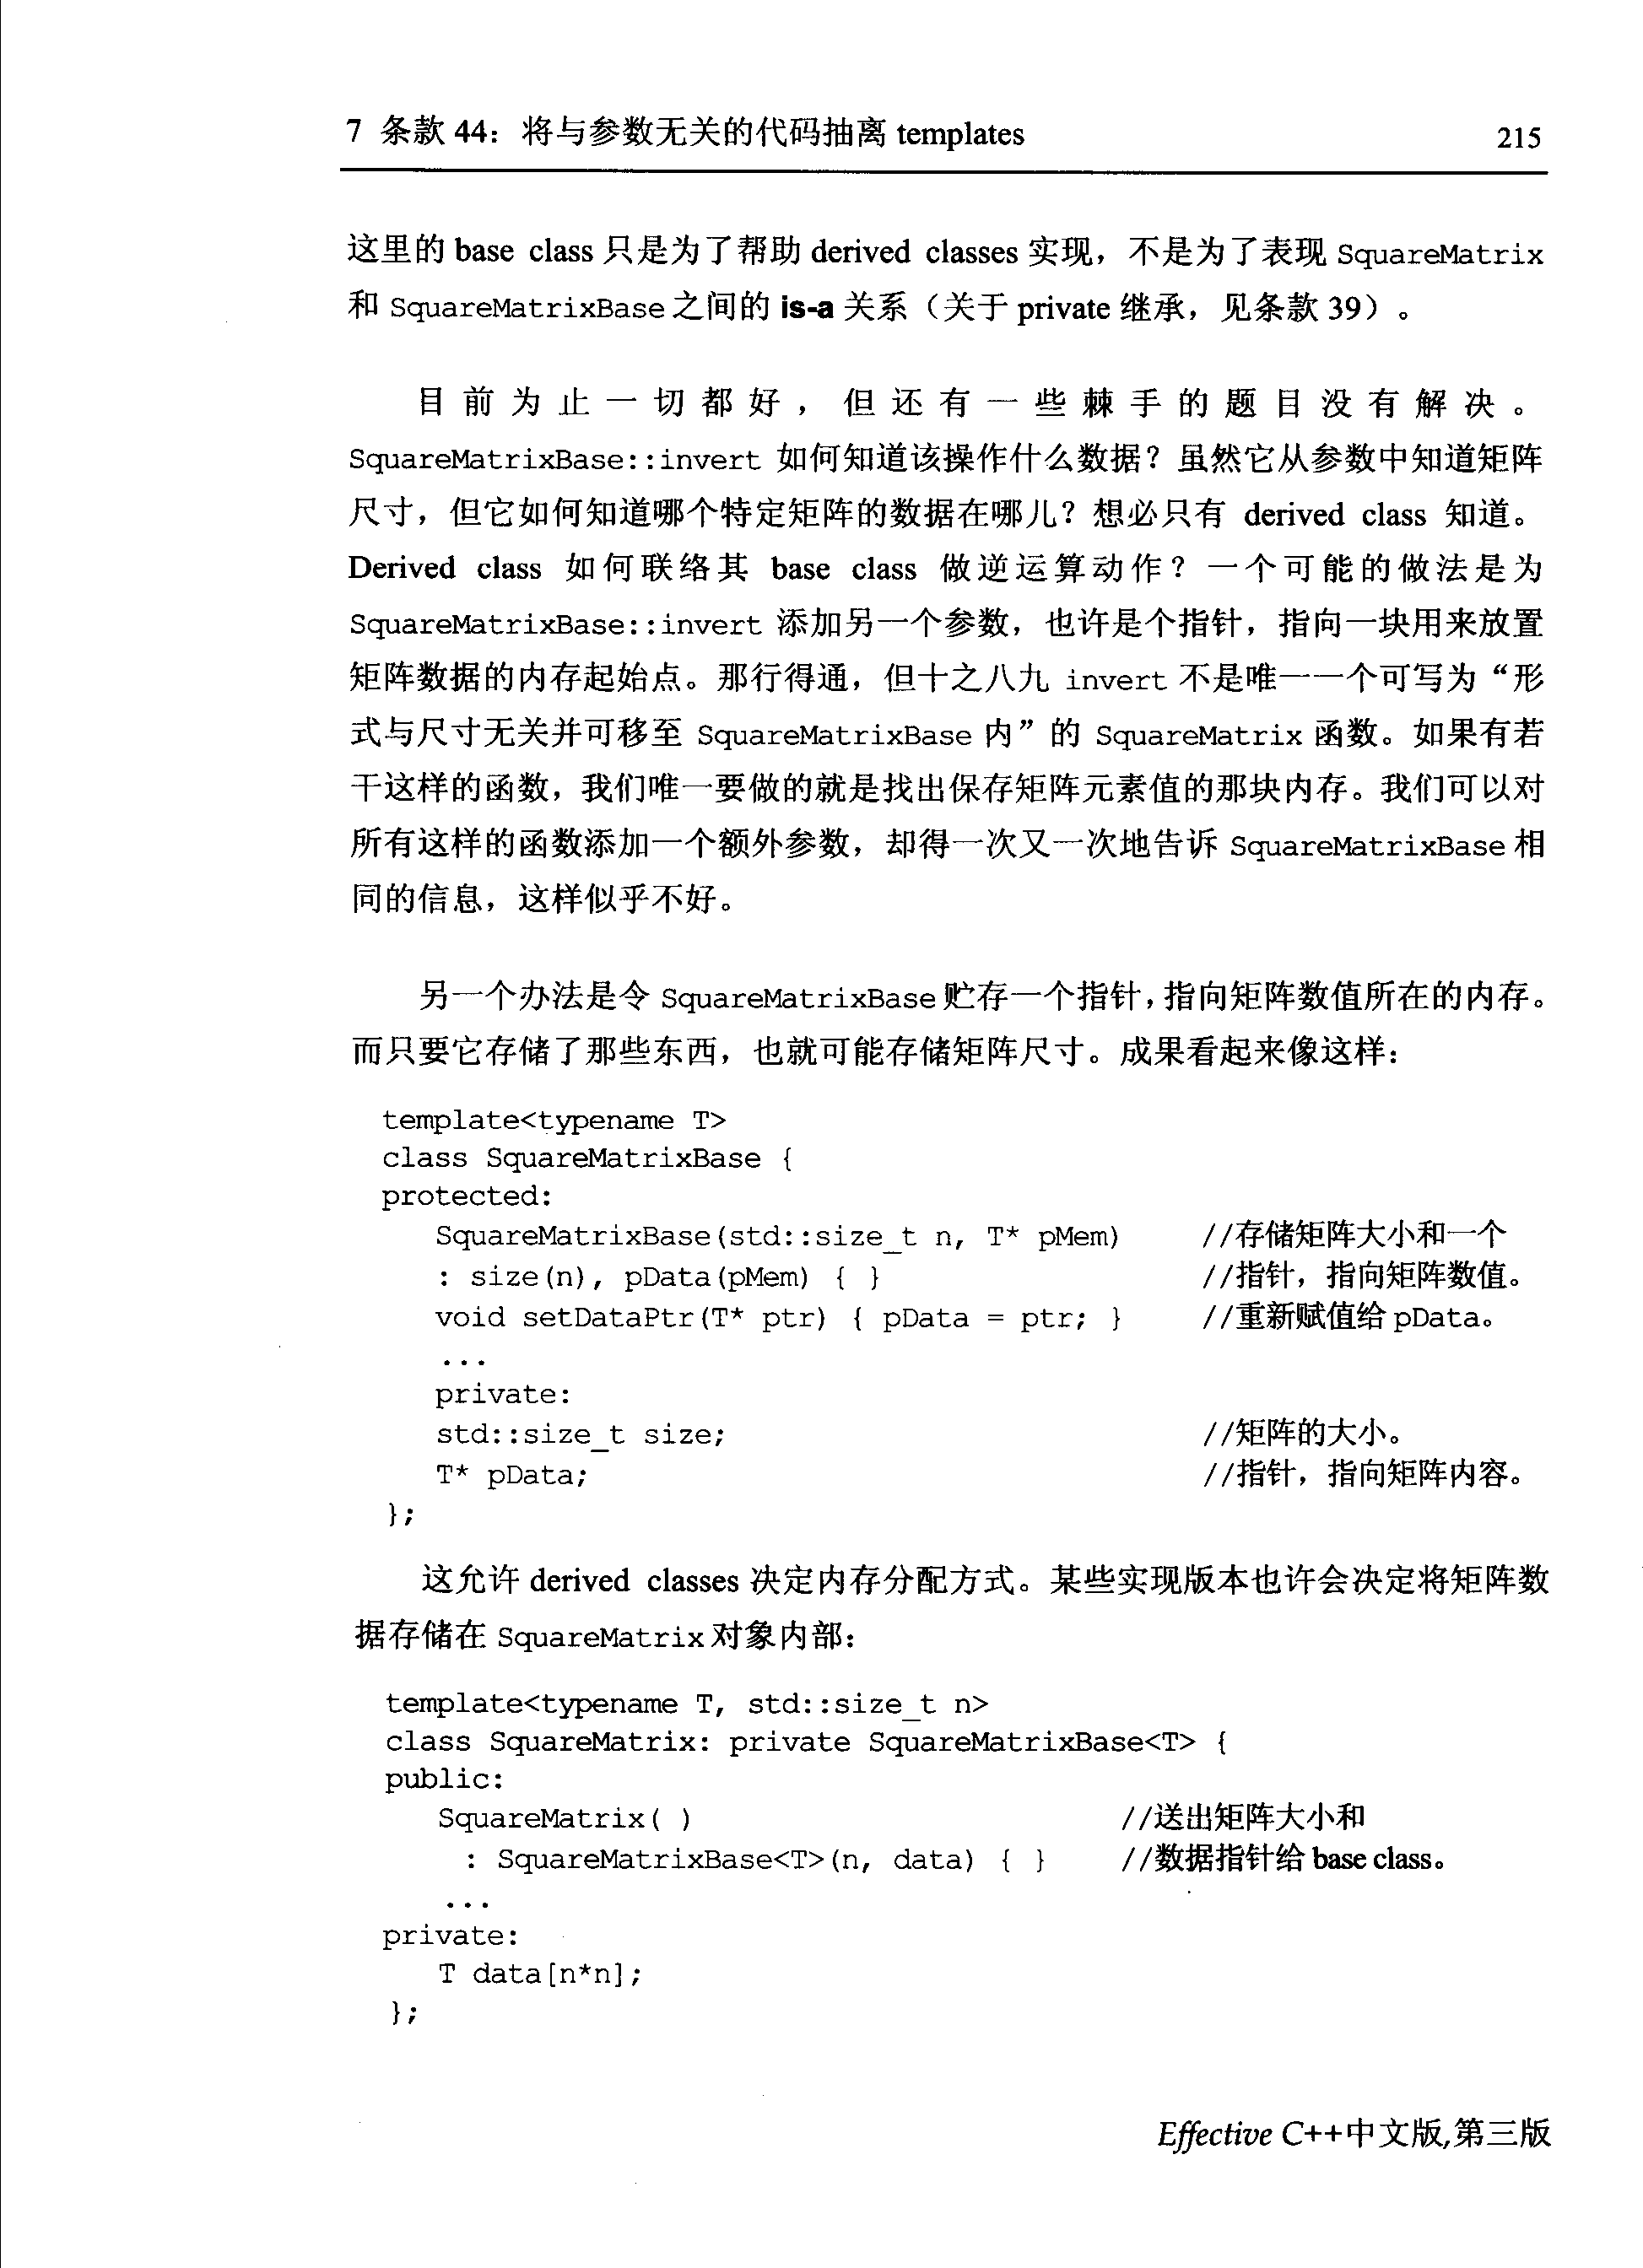 7 条款 44：将与参数无关的代码抽离 templates
215
这里的 base class 只是为了帮助 derived classes 实现，不是为了表现 SquareMatrix
和 SquareMatrixBase 之间的 is-a 关系（关于 private 继承，见条款 39）。
目前为止一切都好，但还有一些棘手的题目没有解决。
SquareMatrixBase::invert 如何知道该操作什么数据？虽然它从参数中知道矩阵
尺寸，但它如何知道哪个特定矩阵的数据在哪儿？想必只有 derived class 知道。
Derived class 如何联络其 base class 做逆运算动作？一个可能的做法是为
SquareMatrixBase::invert 添加另一个参数，也许是个指针，指向一块用来放置
矩阵数据的内存起始点。那行得通，但十之八九 invert 不是唯一一个可写为“形
式与尺寸无关并可移至 SquareMatrixBase 内”的 SquareMatrix 函数。如果有若
干这样的函数，我们唯一要做的就是找出保存矩阵元素值的那块内存。我们可以对
所有这样的函数添加一个额外参数，却得一次又一次地告诉 SquareMatrixBase 相
同的信息，这样似乎不好。
另一个办法是令 SquareMatrixBase 贮存一个指针，指向矩阵数值所在的内存。
而只要它存储了那些东西，也就可能存储矩阵尺寸。成果看起来像这样：
template<typename T>
class SquareMatrixBase {
protected:
SquareMatrixBase(std::size_t n, T* pMem) //存储矩阵大小和一个
: size(n), pData(pMem) { } //指针，指向矩阵数值。
void setDataPtr(T* ptr) { pData = ptr; } //重新赋值给 pData。
...
private:
std::size_t size; //矩阵的大小。
T* pData; //指针，指向矩阵内容。
};
这允许 derived classes 决定内存分配方式。某些实现版本也许会决定将矩阵数
据存储在 SquareMatrix 对象内部：
template<typename T, std::size_t n>
class SquareMatrix: private SquareMatrixBase<T> {
public:
SquareMatrix( ) //送出矩阵大小和
: SquareMatrixBase<T>(n, data) { } //数据指针给 base class。
...
private:
T data[n*n];
};
Effective C++中文版,第三版